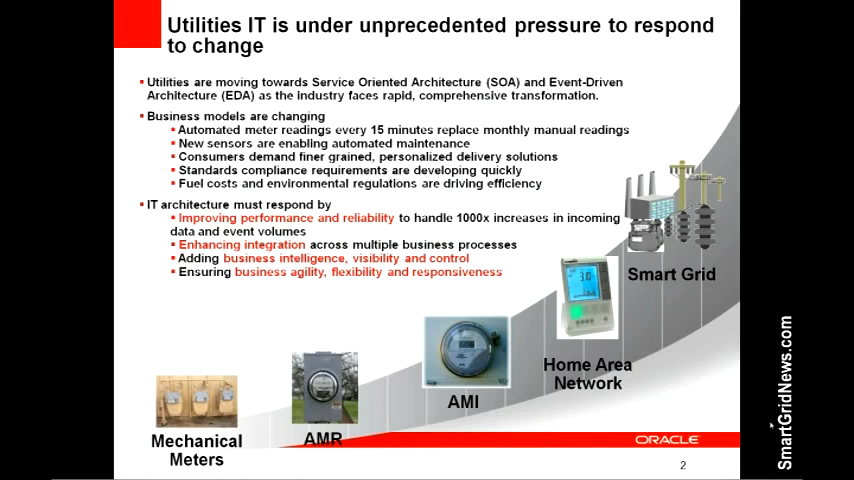 Utilities IT is under unprecedented pressure to respond
to change
▪ Utilities are moving towards Service Oriented Architecture (SOA) and Event-Driven
Architecture (EDA) as the industry faces rapid, comprehensive transformation.
▪ Business models are changing
▪ Automated meter readings every 15 minutes replace monthly manual readings
▪ New sensors are enabling automated maintenance
▪ Consumers demand finer grained, personalized delivery solutions
▪ Standards compliance requirements are developing quickly
▪ Fuel costs and environmental regulations are driving efficiency
▪ IT architecture must respond by
▪ Improving performance and reliability to handle 1000x increases in incoming
data and event volumes
▪ Enhancing integration across multiple business processes
▪ Adding business intelligence, visibility and control
▪ Ensuring business agility, flexibility and responsiveness
Smart Grid
3.0
Home Area
Network
AMI
AMR
Mechanical
Meters
ORACLE
2
SmartGridNews.com